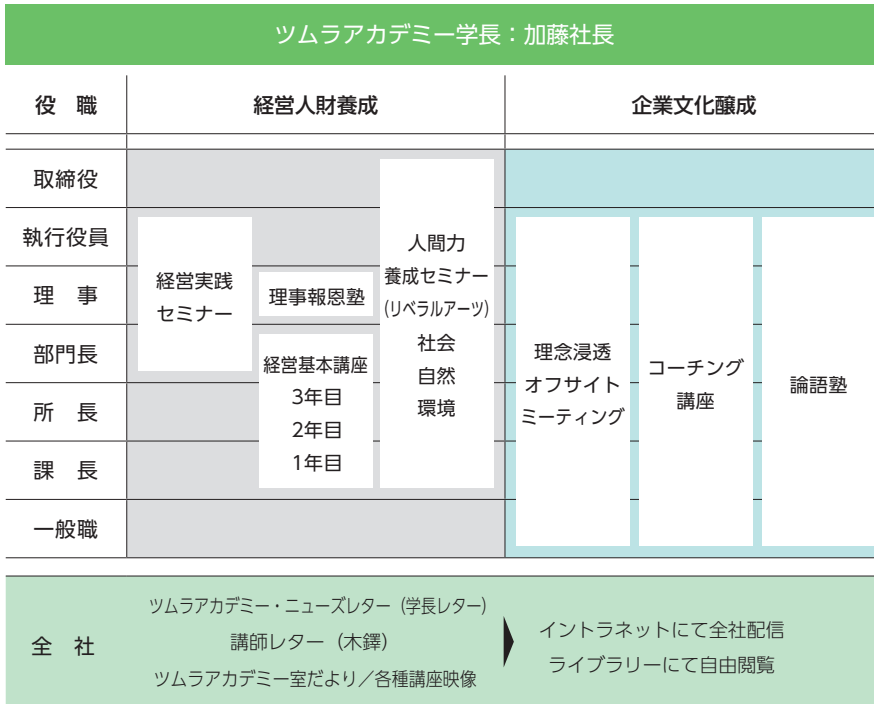 ツムラアカデミー学長：加藤社長
役　職
経営人財養成
企業文化醸成
取締役
執行役員
理　事
部門長
所　長
課　長
一般職
経営実践
セミナー
理事報恩塾
経営基本講座
3年目
2年目
1年目
人間力
養成セミナー
(リベラルアーツ)
社会
自然
環境
理念浸透
オフサイト
ミーティング
コーチング
講座
論語塾
全　社
ツムラアカデミー・ニューズレター（学長レター）
講師レター（木鐸）
ツムラアカデミー室だより／各種講座映像
イントラネットにて全社配信
ライブラリーにて自由閲覧